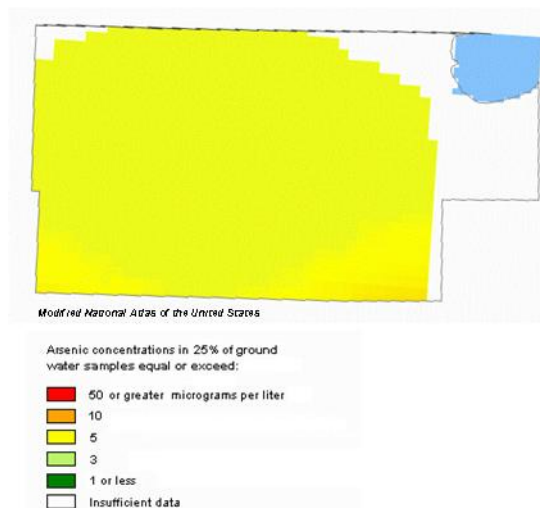 Modified National Atlas of the United States
Arsenic concentrations in 25% of ground
water samples equal or exceed:
50 or greater micrograms per liter
10
5
3
1 or less
Insufficient data